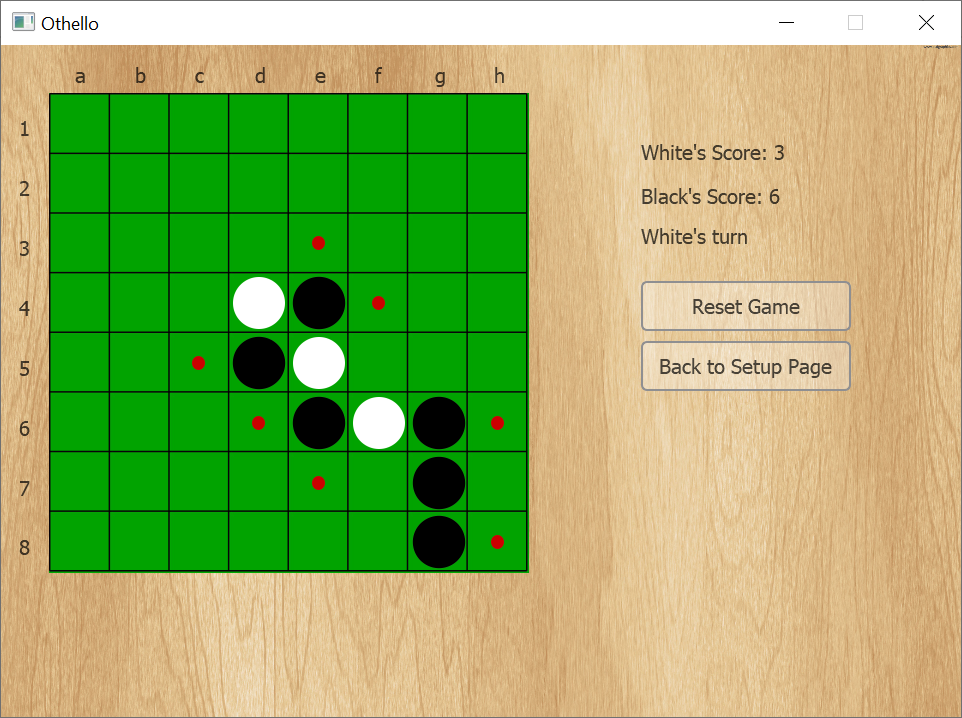 Othello
a b c d e f g h
1
White's Score: 3
2
Black's Score: 6
White's turn
3
4
Reset Game
5
Back to Setup Page
6
7
8